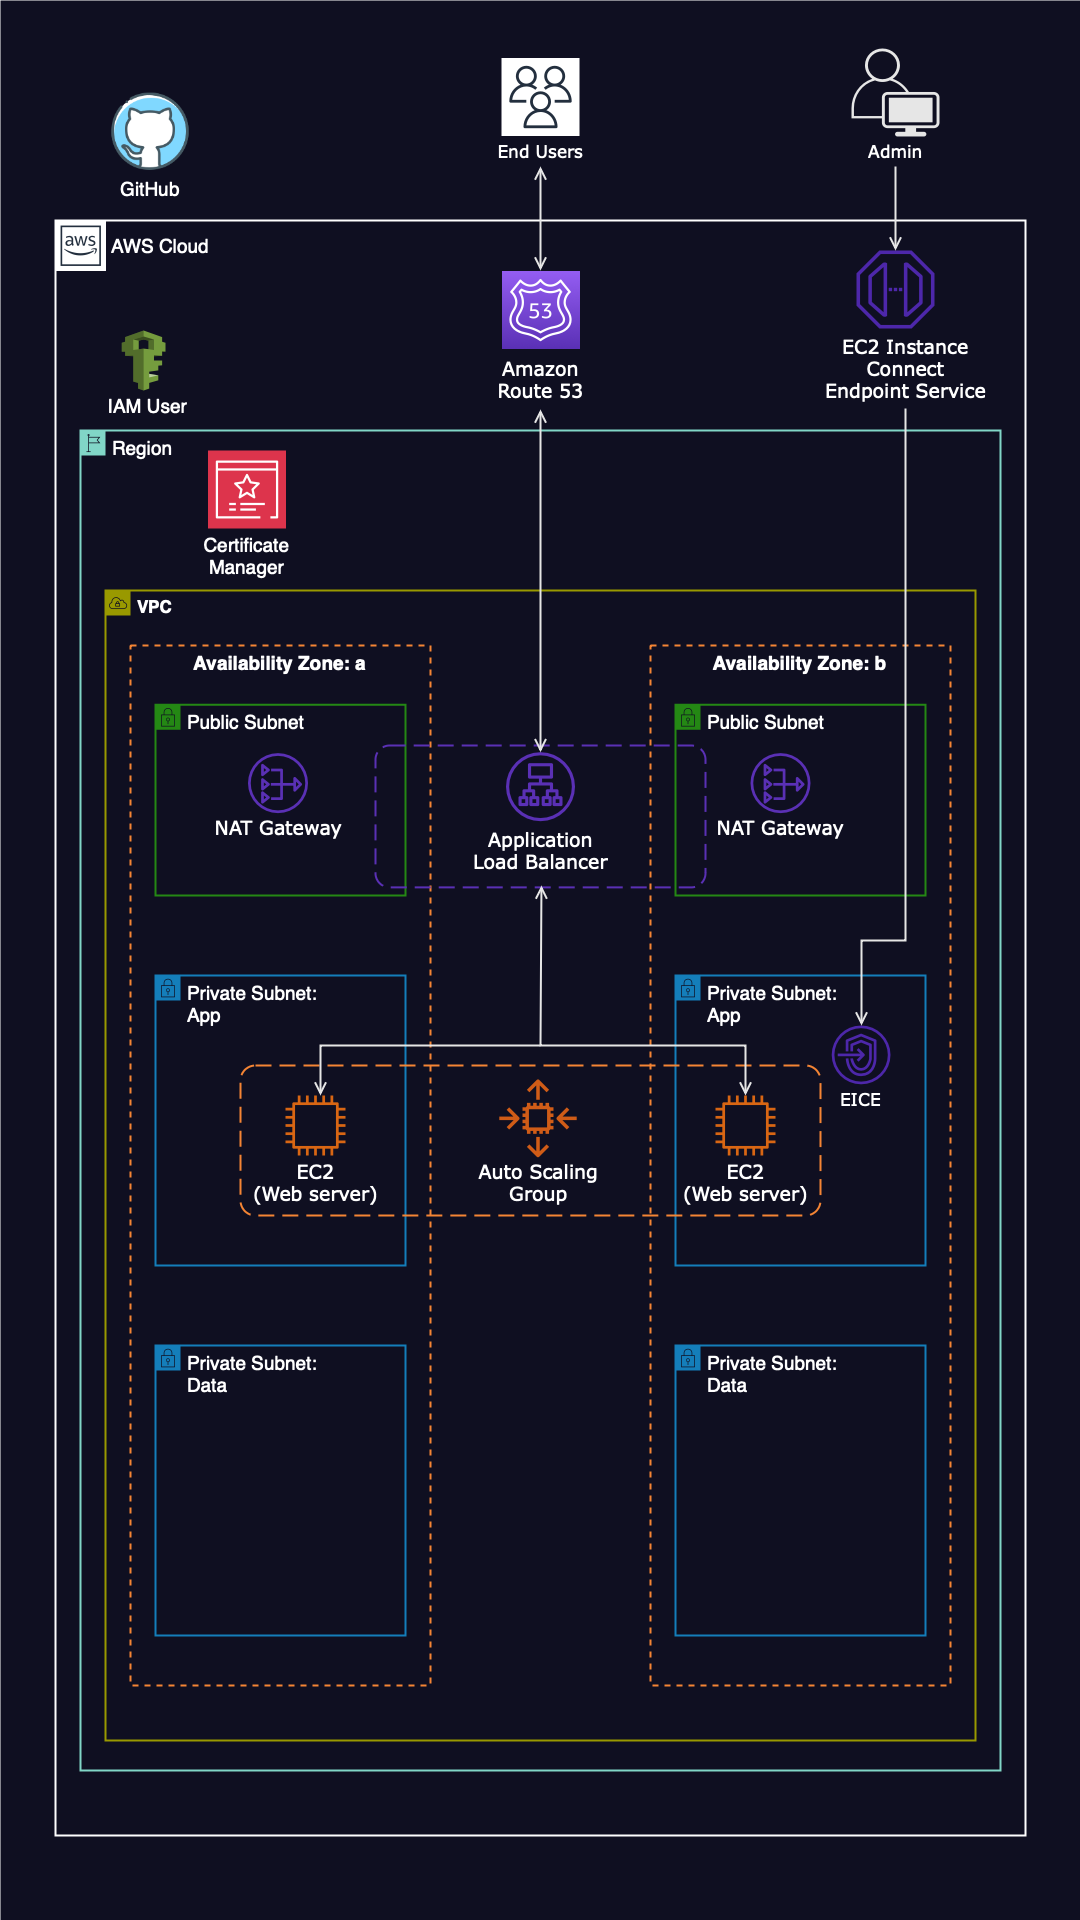 End Users
Admin
GitHub
aws
AWS Cloud
53
Amazon
Route 53
EC2 Instance
Connect
Endpoint Service
IAM User
Region
Certificate
Manager
VPC
Availability Zone: a
Availability Zone: b
Public Subnet
Public Subnet
NAT Gateway
NAT Gateway
Application
Load Balancer
Private Subnet:
App
Private Subnet:
App
EICE
EC2
(Web server)
Auto Scaling
Group
EC2
(Web server)
Private Subnet:
Data
Private Subnet:
Data